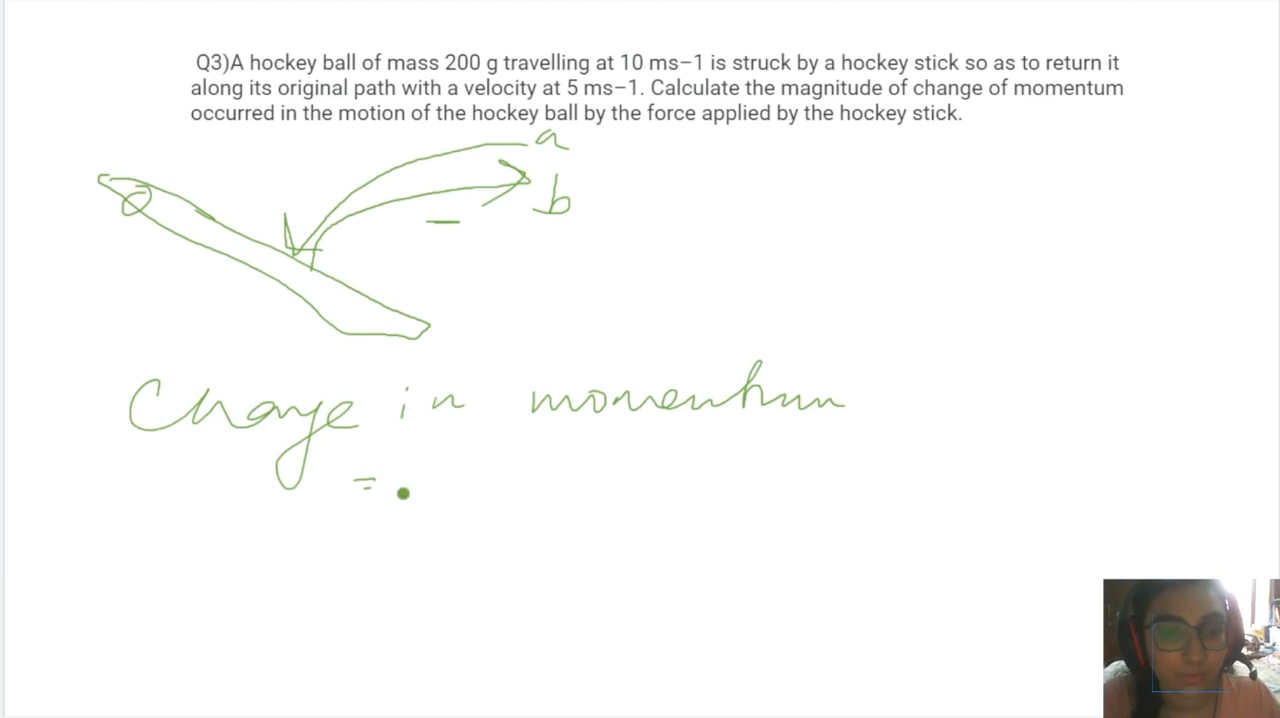 Q3)A hockey ball of mass 200 g travelling at 10 ms−1 is struck by a hockey stick so as to return it
along its original path with a velocity at 5 ms−1. Calculate the magnitude of change of momentum
occurred in the motion of the hockey ball by the force applied by the hockey stick.
a
b
Change in momentum
=